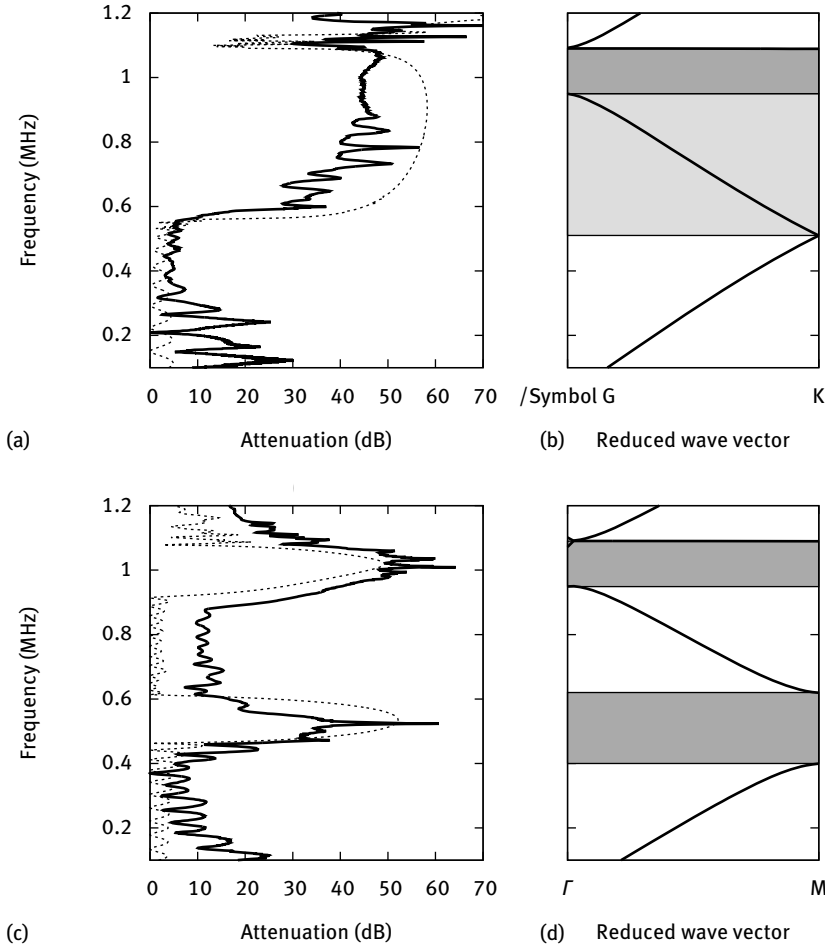 1.2
1
0.8
0.6
0.4
0.2
Frequency (MHz)
0 10 20 30 40 50 60 70
/Symbol G K
(a) Attenuation (dB)
(b) Reduced wave vector
1.2
1
0.8
0.6
0.4
0.2
Frequency (MHz)
0 10 20 30 40 50 60 70
Γ M
(c) Attenuation (dB)
(d) Reduced wave vector